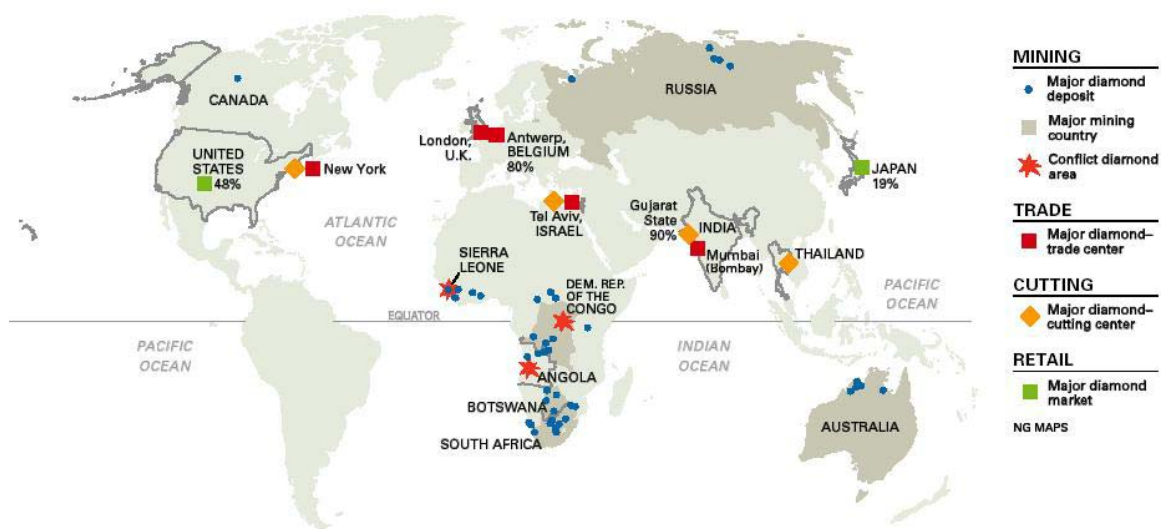 CANADA
UNITED
STATES
48%
New York
ATLANTIC
OCEAN
PACIFIC
OCEAN
London,
U.K.
Antwerp,
BELGIUM
80%
RUSSIA
Tel Aviv,
ISRAEL
Gujarat
State
90%
INDIA
Mumbai
(Bombay)
JAPAN
19%
THAILAND
SIERRA
LEONE
DEM. REP.
OF THE
CONGO
EQUATOR
PACIFIC
OCEAN
INDIAN
OCEAN
ANGOLA
BOTSWANA
SOUTH AFRICA
AUSTRALIA
MINING
Major diamond
deposit
Major mining
country
Conflict diamond
area
TRADE
Major diamond–
trade center
CUTTING
Major diamond–
cutting center
RETAIL
Major diamond
market
NG MAPS